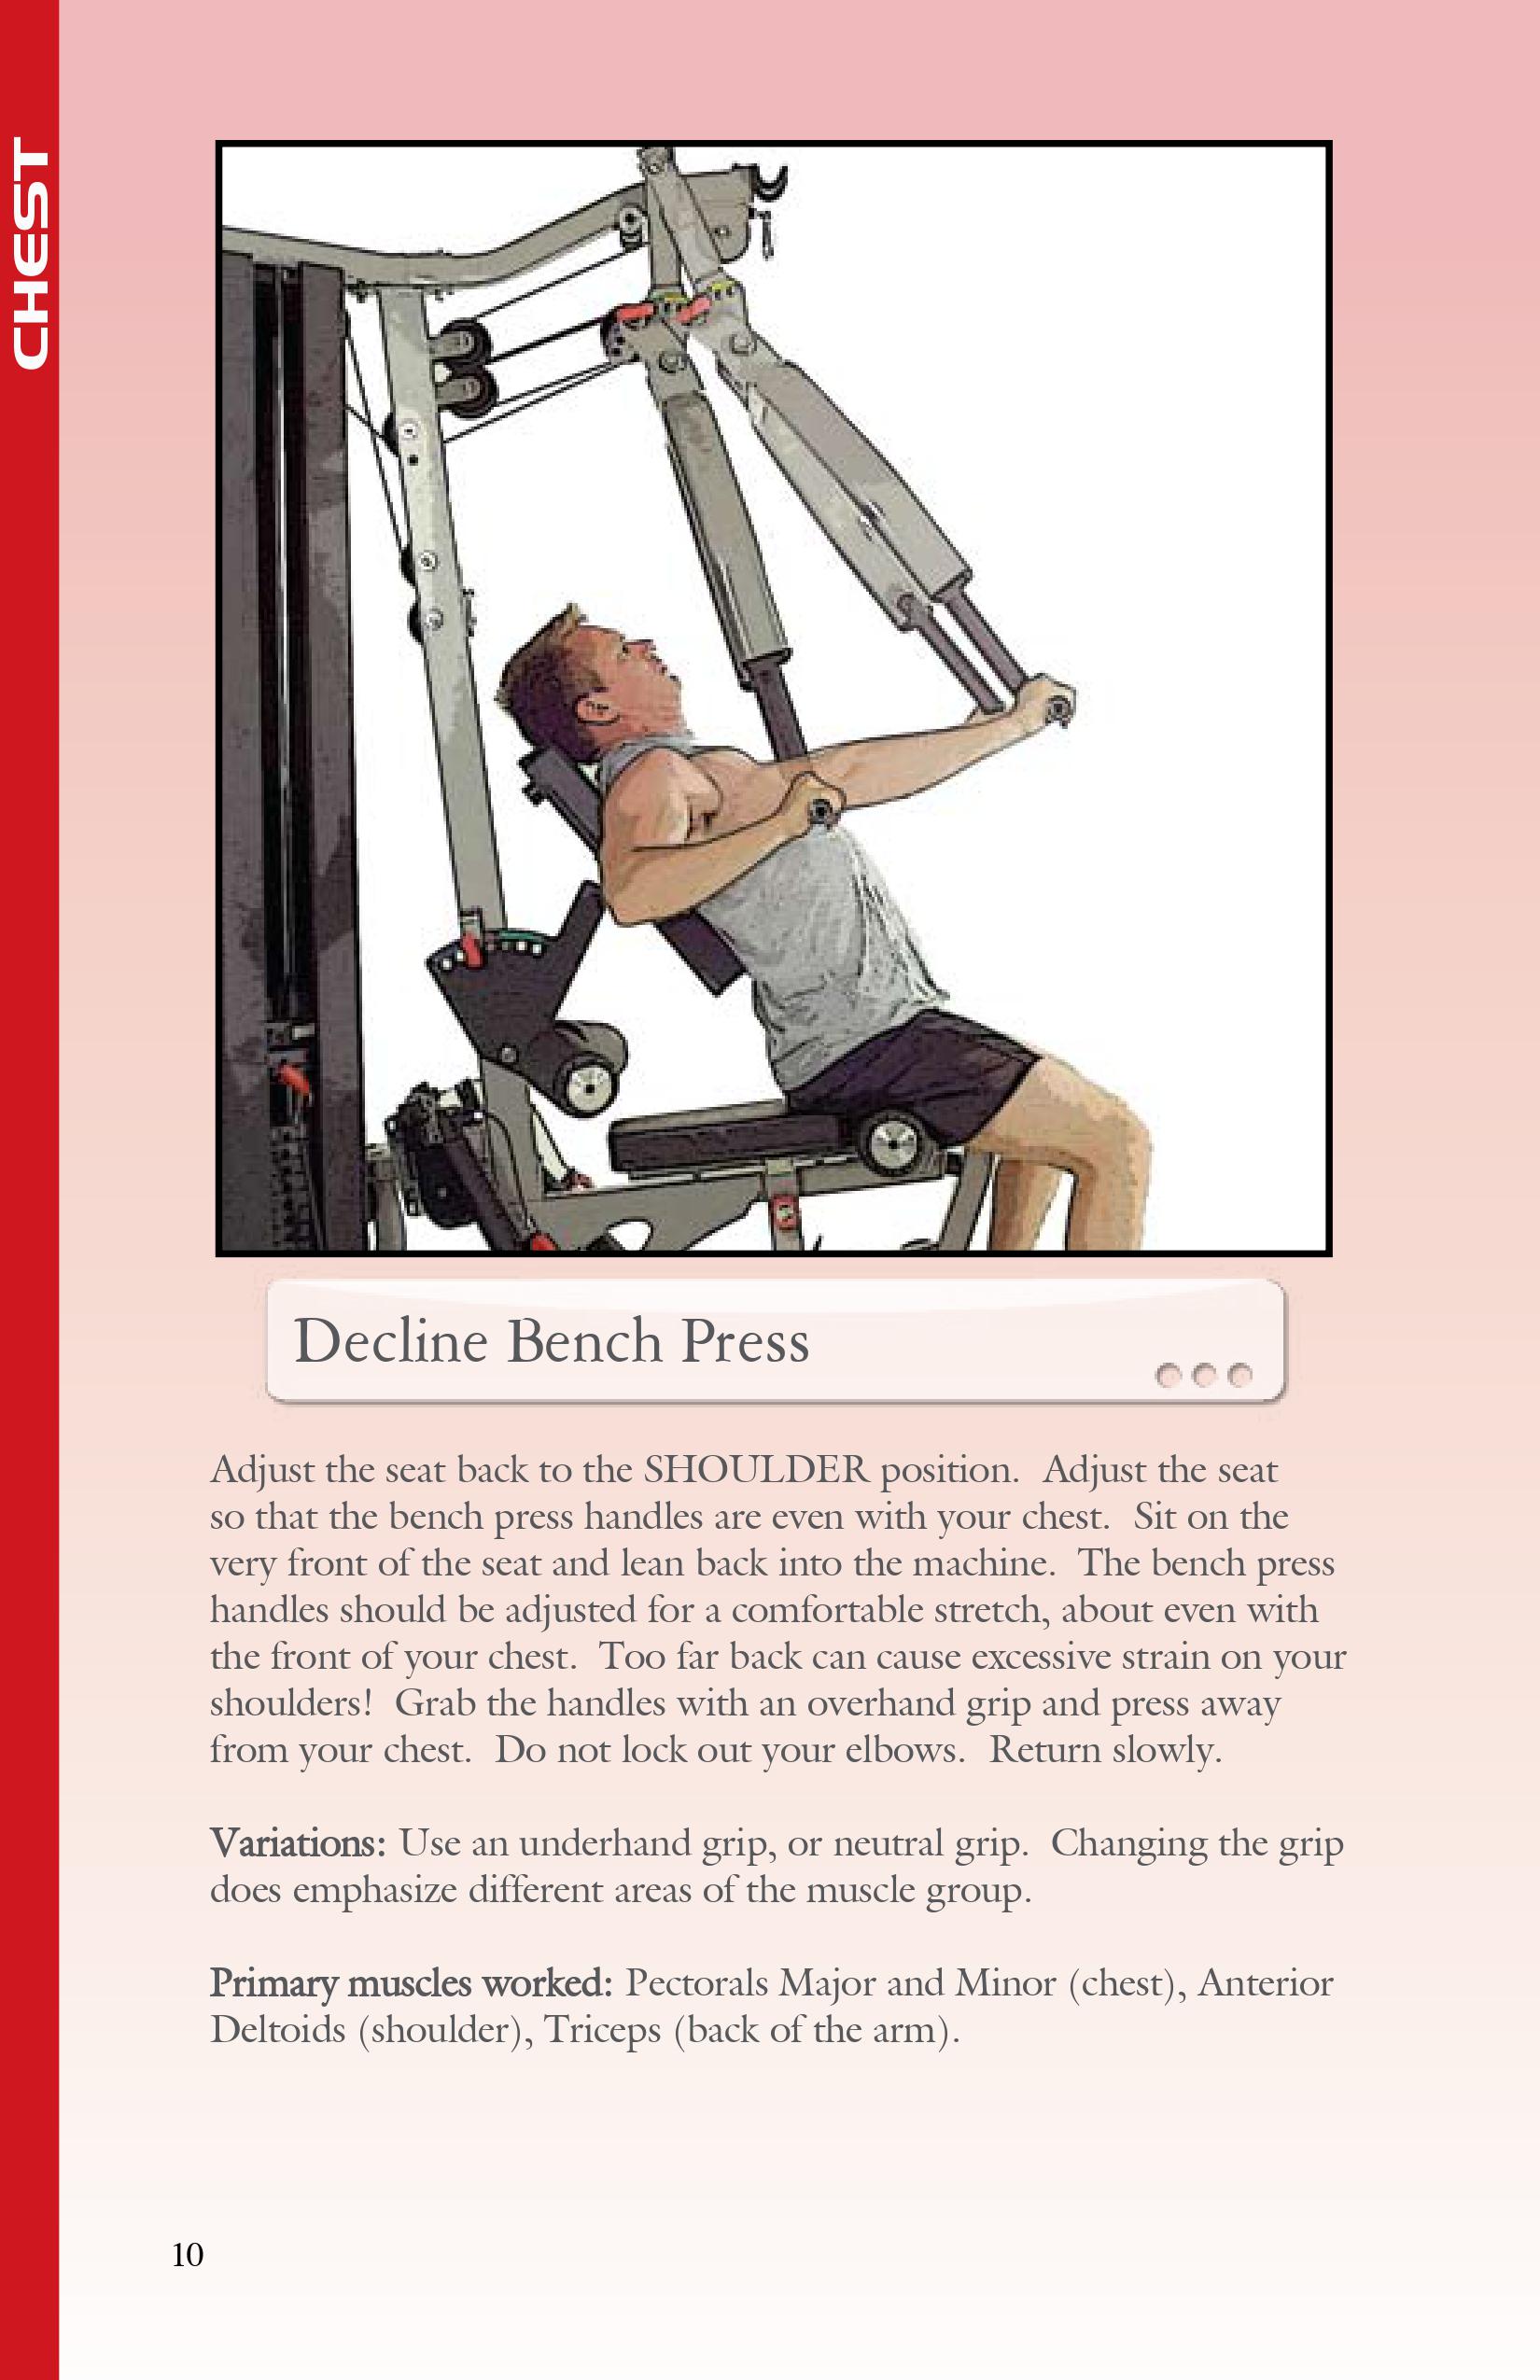 CHEST
Decline Bench Press
Adjust the seat back to the SHOULDER position.  Adjust the seat
so that the bench press handles are even with your chest.  Sit on the
very front of the seat and lean back into the machine.  The bench press
handles should be adjusted for a comfortable stretch, about even with
the front of your chest.  Too far back can cause excessive strain on your
shoulders!  Grab the handles with an overhand grip and press away
from your chest.  Do not lock out your elbows.  Return slowly.
Variations: Use an underhand grip, or neutral grip.  Changing the grip
does emphasize different areas of the muscle group.
Primary muscles worked: Pectorals Major and Minor (chest), Anterior
Deltoids (shoulder), Triceps (back of the arm).
10